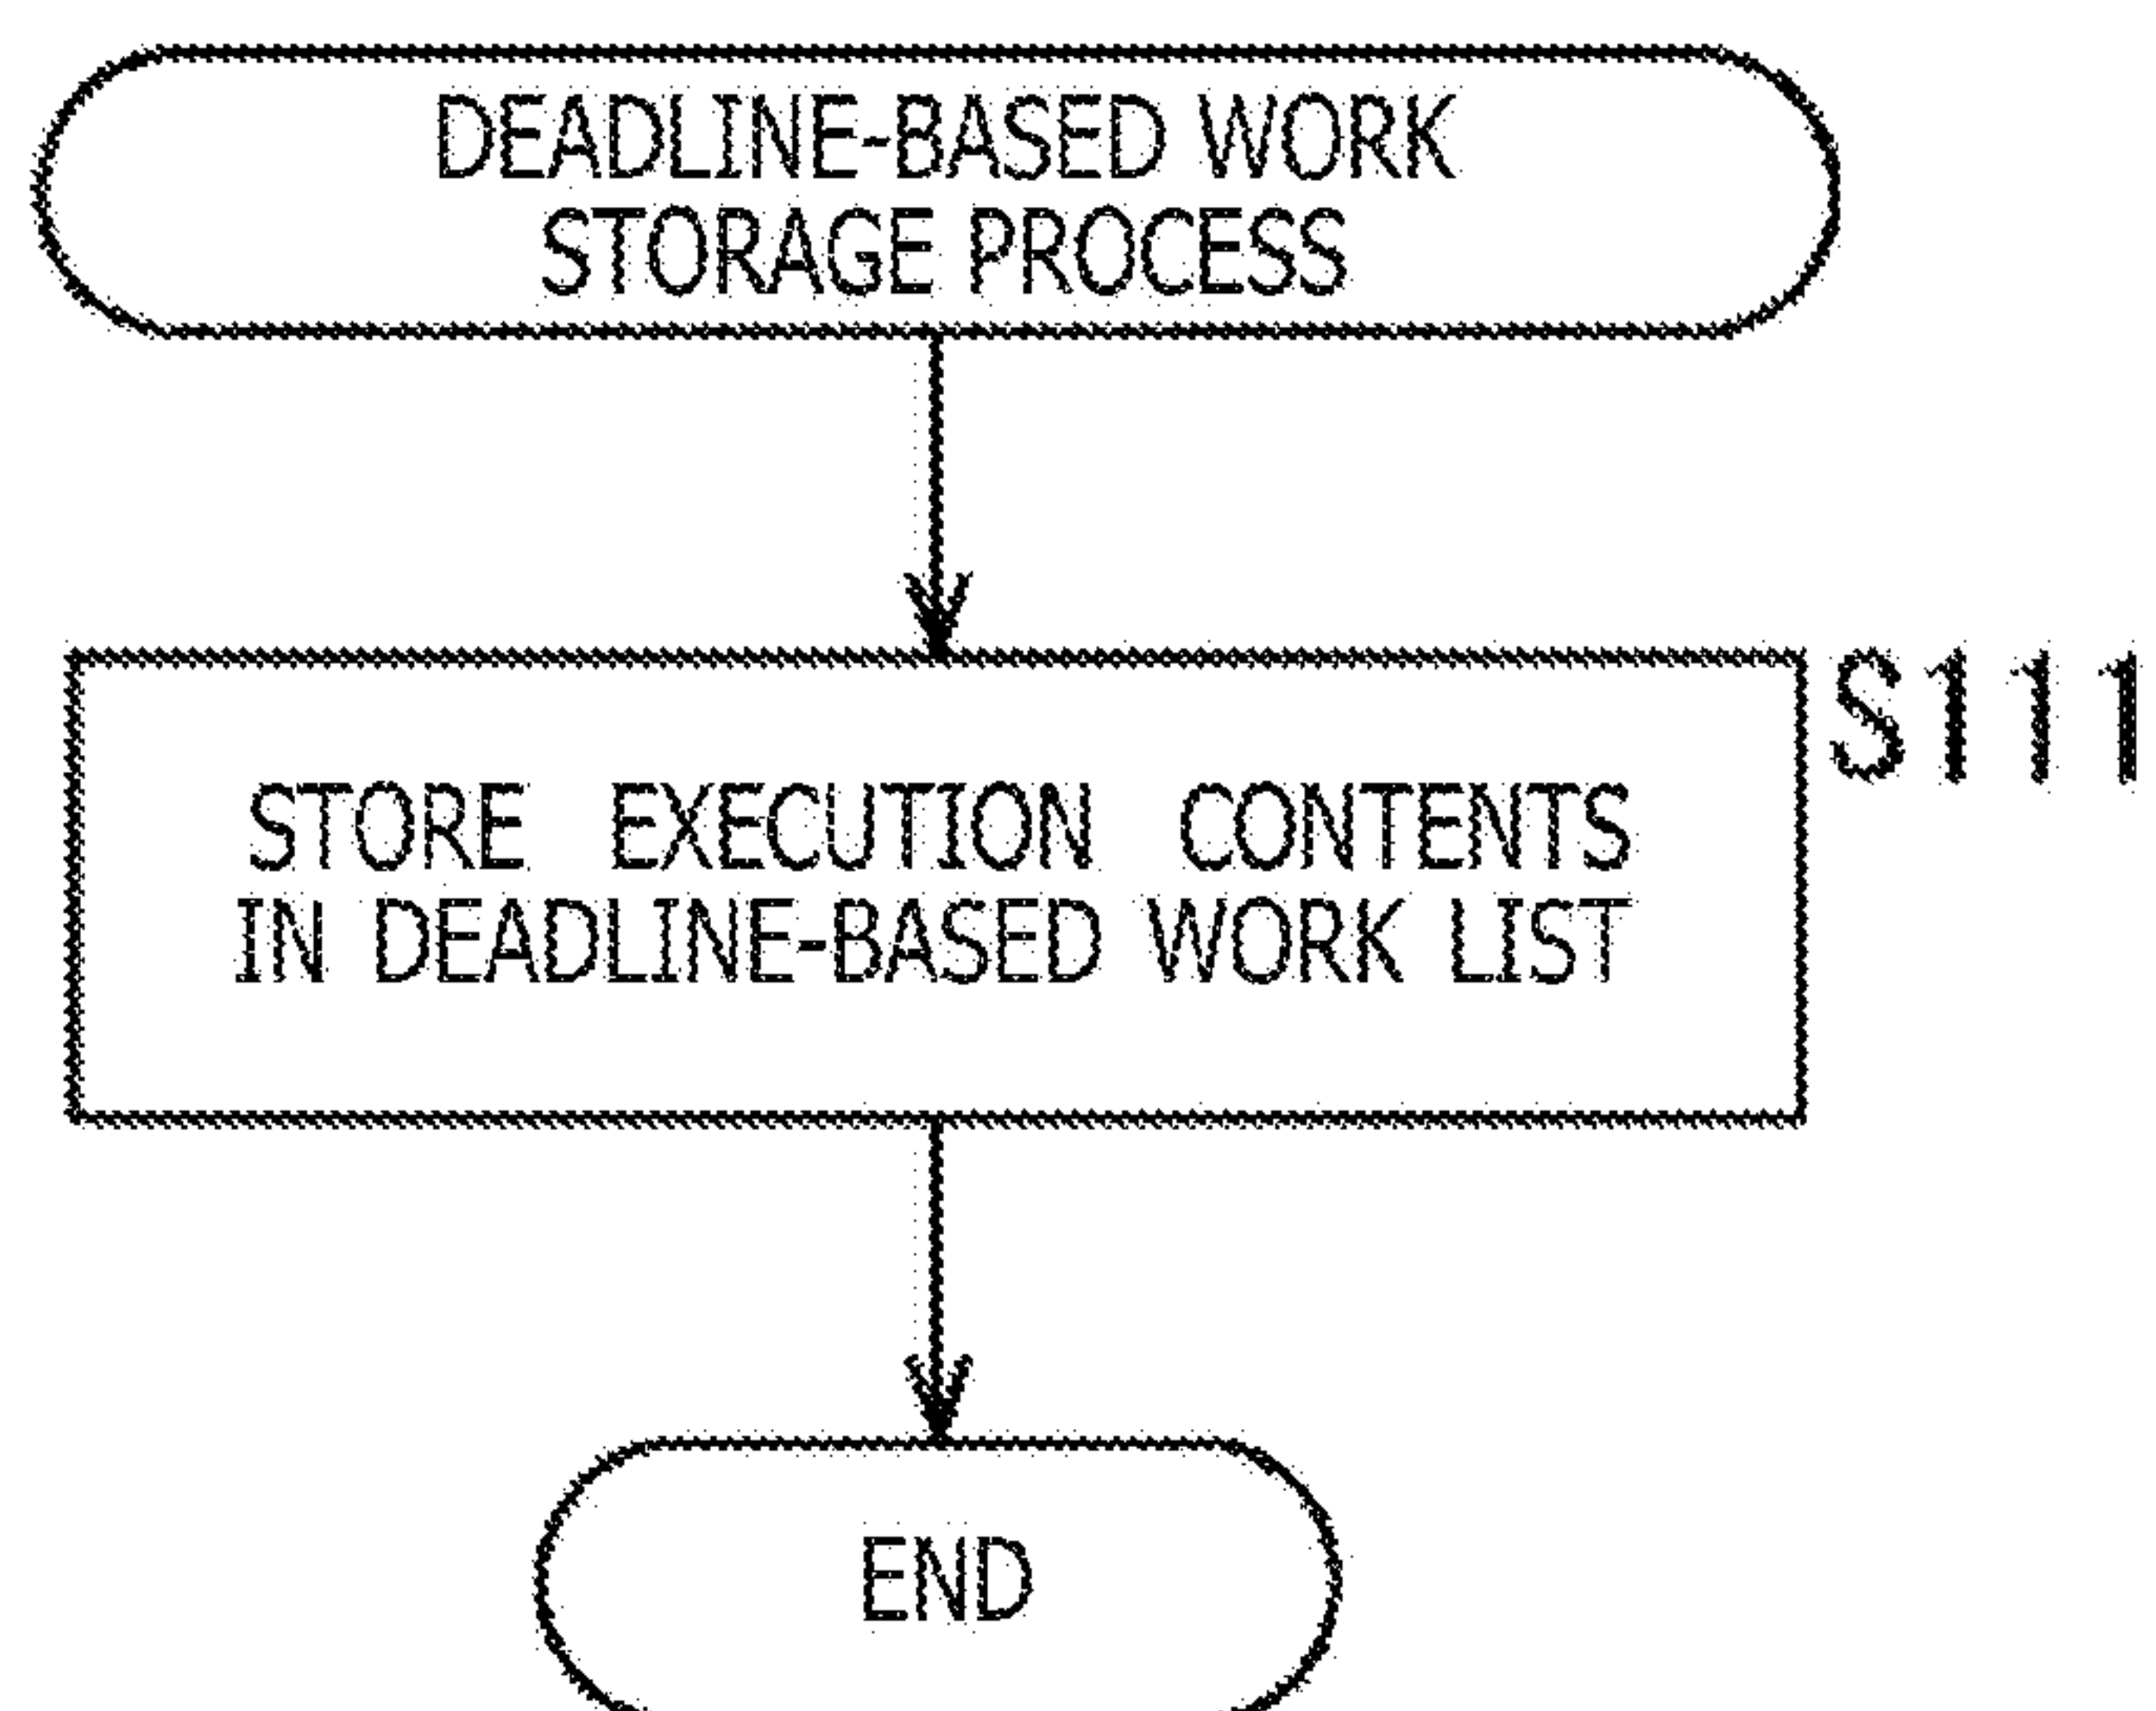 DEADLINE-BASED WORK
STORAGE PROCESS
S111
STORE EXECUTION CONTENTS
IN DEADLINE-BASED WORK LIST
END